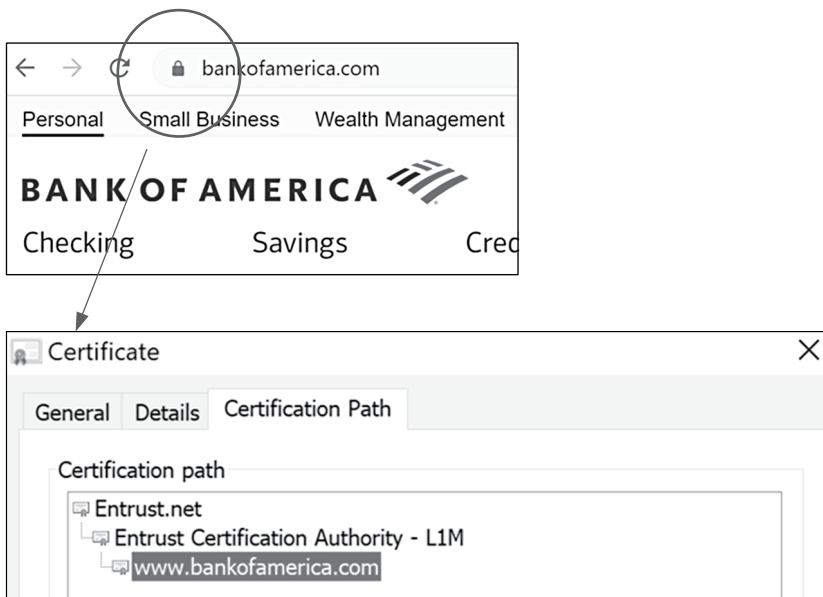 bankofamerica.com
Personal Small Business Wealth Management
BANK OF AMERICA
Checking Savings Cred
Certificate
General Details Certification Path
Certification path
Entrust.net
Entrust Certification Authority - L1M
www.bankofamerica.com